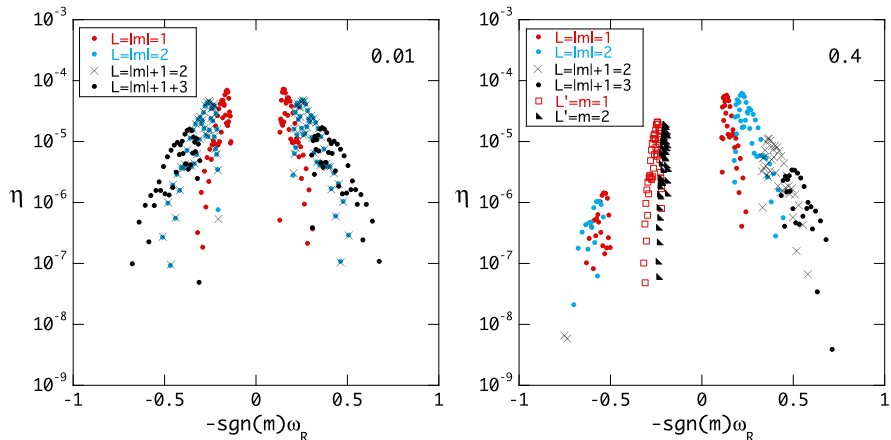 10⁻³
10⁻⁴
10⁻⁵
10⁻⁶
10⁻⁷
10⁻⁸
10⁻⁹
η
L=|m|=1
L=|m|=2
L=|m|+1=2
L=|m|+1+3
0.01
-1 -0.5 0 0.5 1
-sgn(m)ω_R
10⁻³
10⁻⁴
10⁻⁵
10⁻⁶
10⁻⁷
10⁻⁸
10⁻⁹
η
L=|m|=1
L=|m|=2
L=|m|+1=2
L=|m|+1=3
L'=m=1
L'=m=2
0.4
-1 -0.5 0 0.5 1
-sgn(m)ω_R